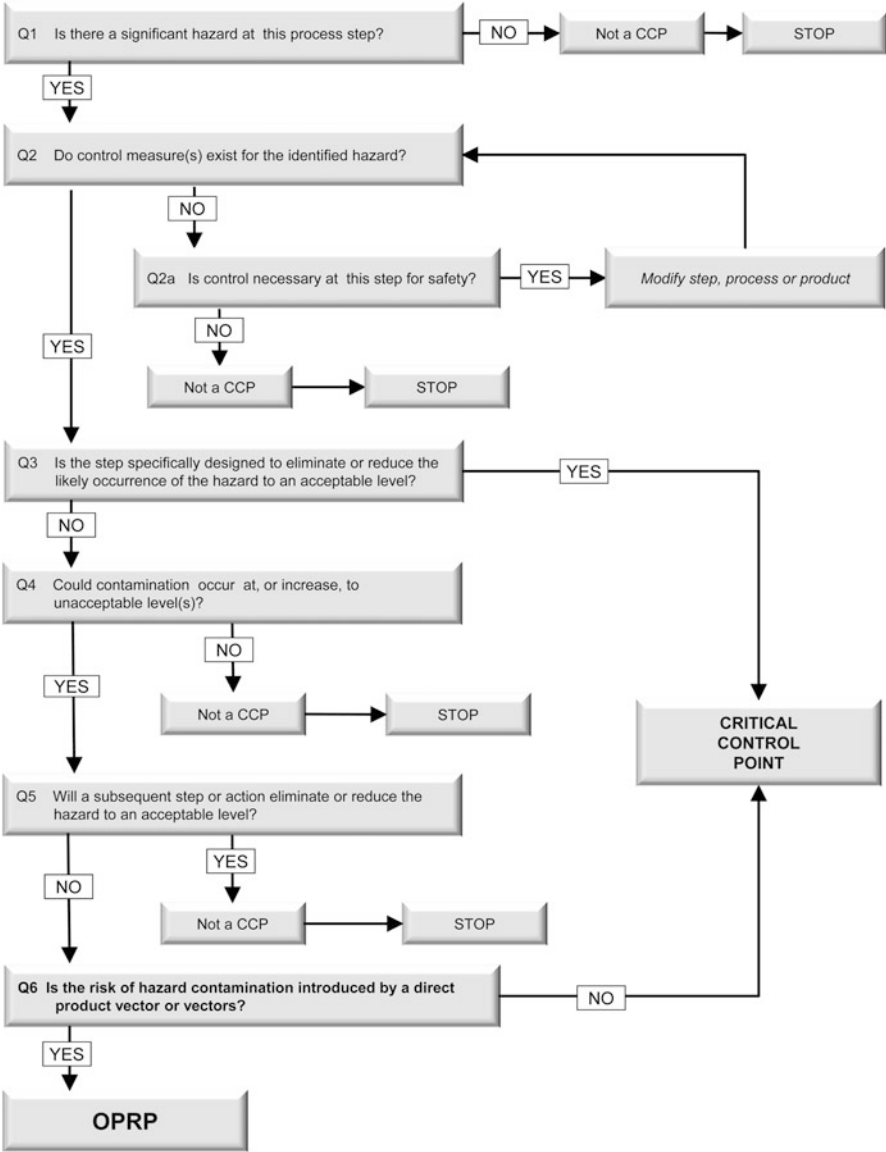 Q1 Is there a significant hazard at this process step?
NO
Not a CCP
STOP
YES
Q2 Do control measure(s) exist for the identified hazard?
NO
Q2a Is control necessary at this step for safety?
YES
Modify step, process or product
YES
NO
Not a CCP
STOP
Q3 Is the step specifically designed to eliminate or reduce the
likely occurrence of the hazard to an acceptable level?
YES
NO
Q4 Could contamination occur at, or increase, to
unacceptable level(s)?
NO
YES
Not a CCP
STOP
CRITICAL
CONTROL
POINT
Q5 Will a subsequent step or action eliminate or reduce the
hazard to an acceptable level?
YES
NO
Not a CCP
STOP
Q6 Is the risk of hazard contamination introduced by a direct
product vector or vectors?
NO
YES
OPRP